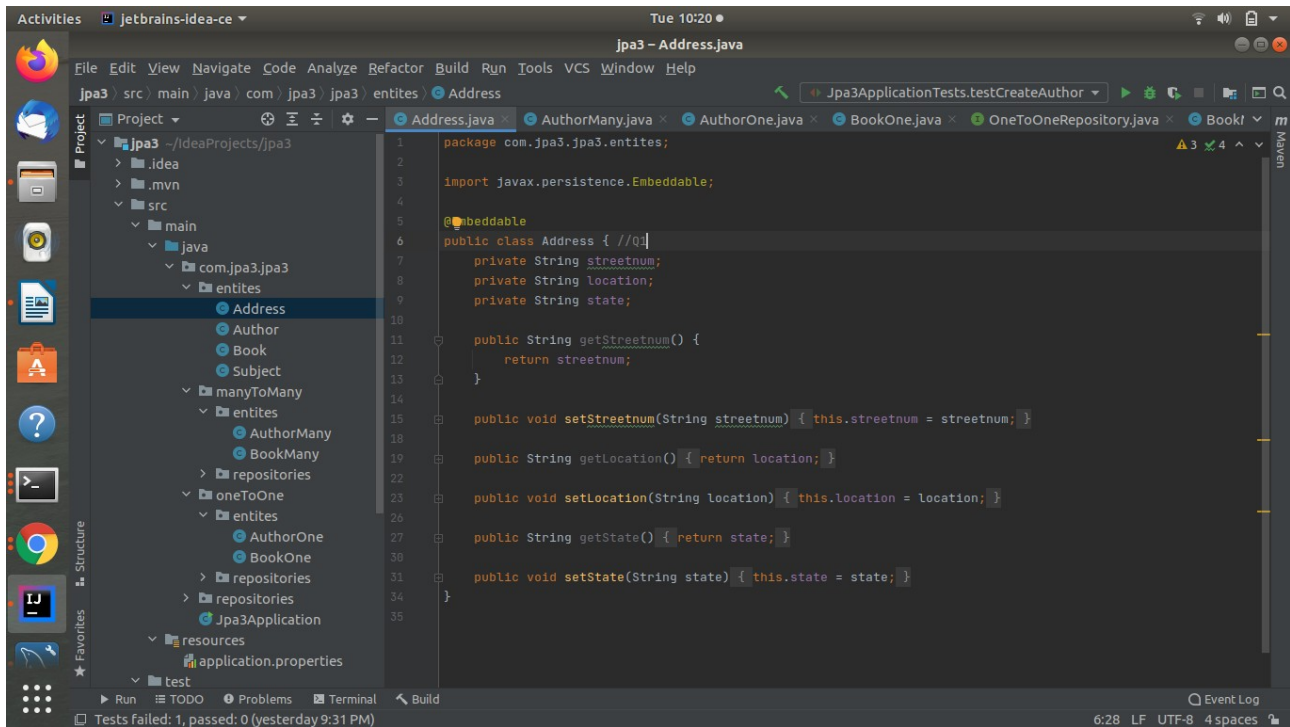 Activities jetbrains-idea-ce Tue 10:20
jpa3 – Address.java
File Edit View Navigate Code Analyze Refactor Build Run Tools VCS Window Help
jpa3 src main java com jpa3 jpa3 entites Address Jpa3ApplicationTests.testCreateAuthor
Project Address.java AuthorMany.java AuthorOne.java BookOne.java OneToOneRepository.java
Project
Maven
Structure
Favorites
jpa3 ~/IdeaProjects/jpa3
.idea
.mvn
src
main
java
com.jpa3.jpa3
entites
Address
Author
Book
Subject
manyToMany
entites
AuthorMany
BookMany
repositories
oneToOne
entites
AuthorOne
BookOne
repositories
repositories
Jpa3Application
resources
application.properties
test
3 4
1 package com.jpa3.jpa3.entites;
2
3 import javax.persistence.Embeddable;
4
5 @Embeddable
6 public class Address { //Q1
7 private String streetnum;
8 private String location;
9 private String state;
10
11 public String getStreetnum() {
12 return streetnum;
13 }
14
15 public void setStreetnum(String streetnum) { this.streetnum = streetnum; }
18
19 public String getLocation() { return location; }
22
23 public void setLocation(String location) { this.location = location; }
26
27 public String getState() { return state; }
30
31 public void setState(String state) { this.state = state; }
34 }
35
Run TODO Problems Terminal Build Event Log
Tests failed: 1, passed: 0 (yesterday 9:31 PM) 6:28 LF UTF-8 4 spaces